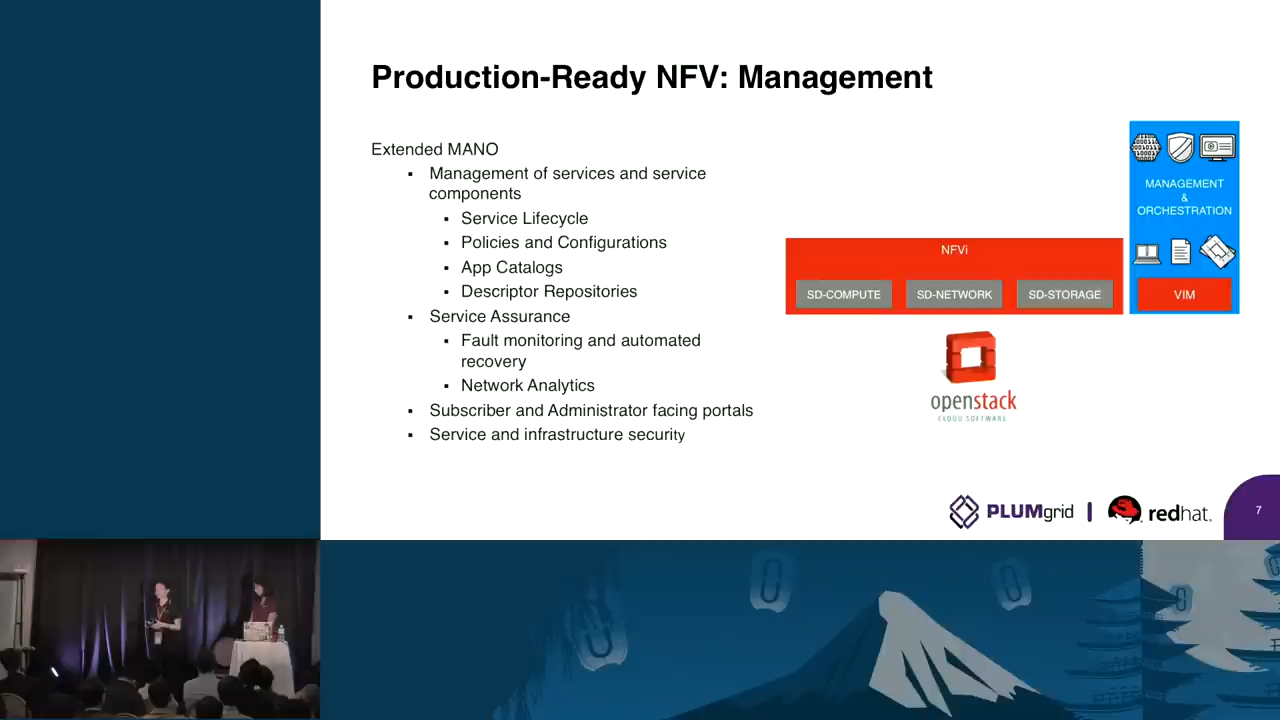 Production-Ready NFV: Management
Extended MANO
▪ Management of services and service
components
▪ Service Lifecycle
▪ Policies and Configurations
▪ App Catalogs
▪ Descriptor Repositories
▪ Service Assurance
▪ Fault monitoring and automated
recovery
▪ Network Analytics
▪ Subscriber and Administrator facing portals
▪ Service and infrastructure security
MANAGEMENT
&
ORCHESTRATION
NFVi
SD-COMPUTE
SD-NETWORK
SD-STORAGE
VIM
openstack
CLOUD SOFTWARE
PLUMgrid
redhat.
7